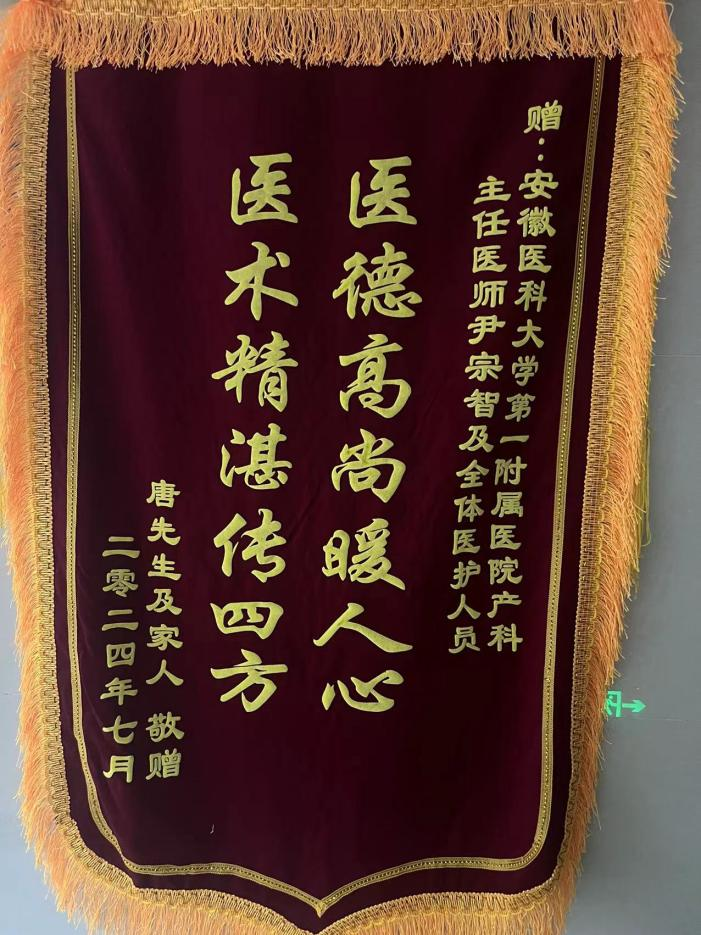 赠：安徽医科大学第一附属医院产科
主任医师尹宗智及全体医护人员
医德高尚暖人心
医术精湛传四方
唐先生及家人 敬赠
二零二四年七月